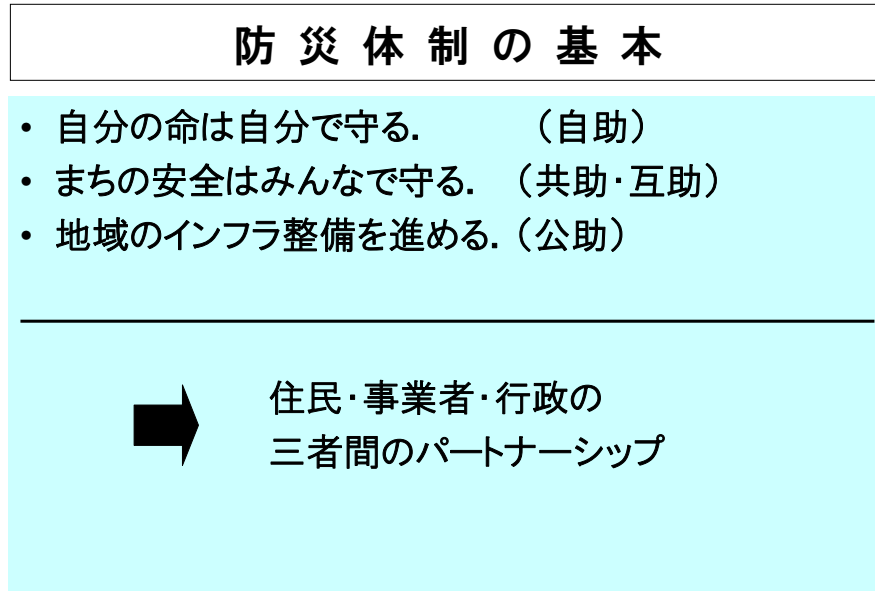 防災体制の基本
• 自分の命は自分で守る. （自助）
• まちの安全はみんなで守る. （共助・互助）
• 地域のインフラ整備を進める.（公助）
住民・事業者・行政の
三者間のパートナーシップ